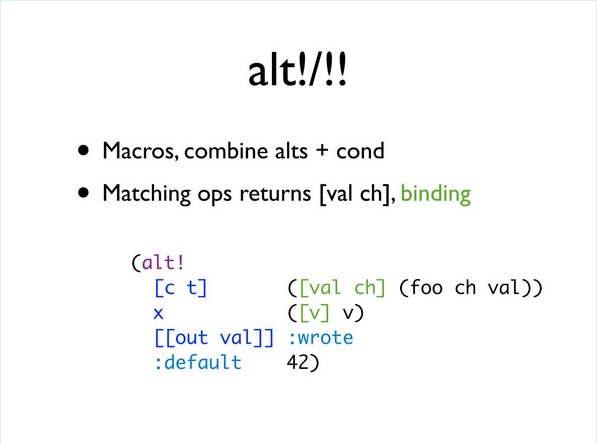 alt!/!!
• Macros, combine alts + cond
• Matching ops returns [val ch], binding
(alt!
[c t] ([val ch] (foo ch val))
x ([v] v)
[[out val]] :wrote
:default 42)